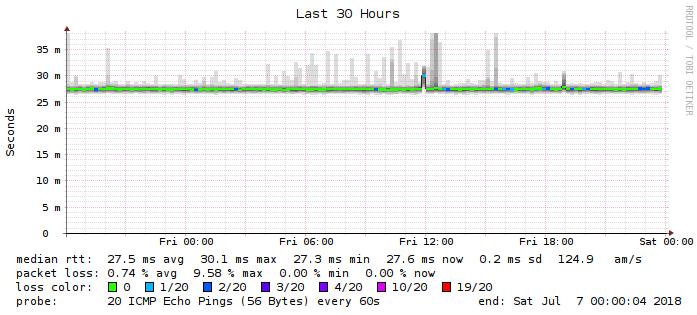 Last 30 Hours
RRDTOOL / TOBI OETIKER
Seconds
35 m
30 m
25 m
20 m
15 m
10 m
5 m
0
Fri 00:00 Fri 06:00 Fri 12:00 Fri 18:00 Sat 00:00
median rtt: 27.5 ms avg 30.1 ms max 27.3 ms min 27.6 ms now 0.2 ms sd 124.9 am/s
packet loss: 0.74 % avg 9.58 % max 0.00 % min 0.00 % now
loss color: 0 1/20 2/20 3/20 4/20 10/20 19/20
probe: 20 ICMP Echo Pings (56 Bytes) every 60s end: Sat Jul 7 00:00:04 2018